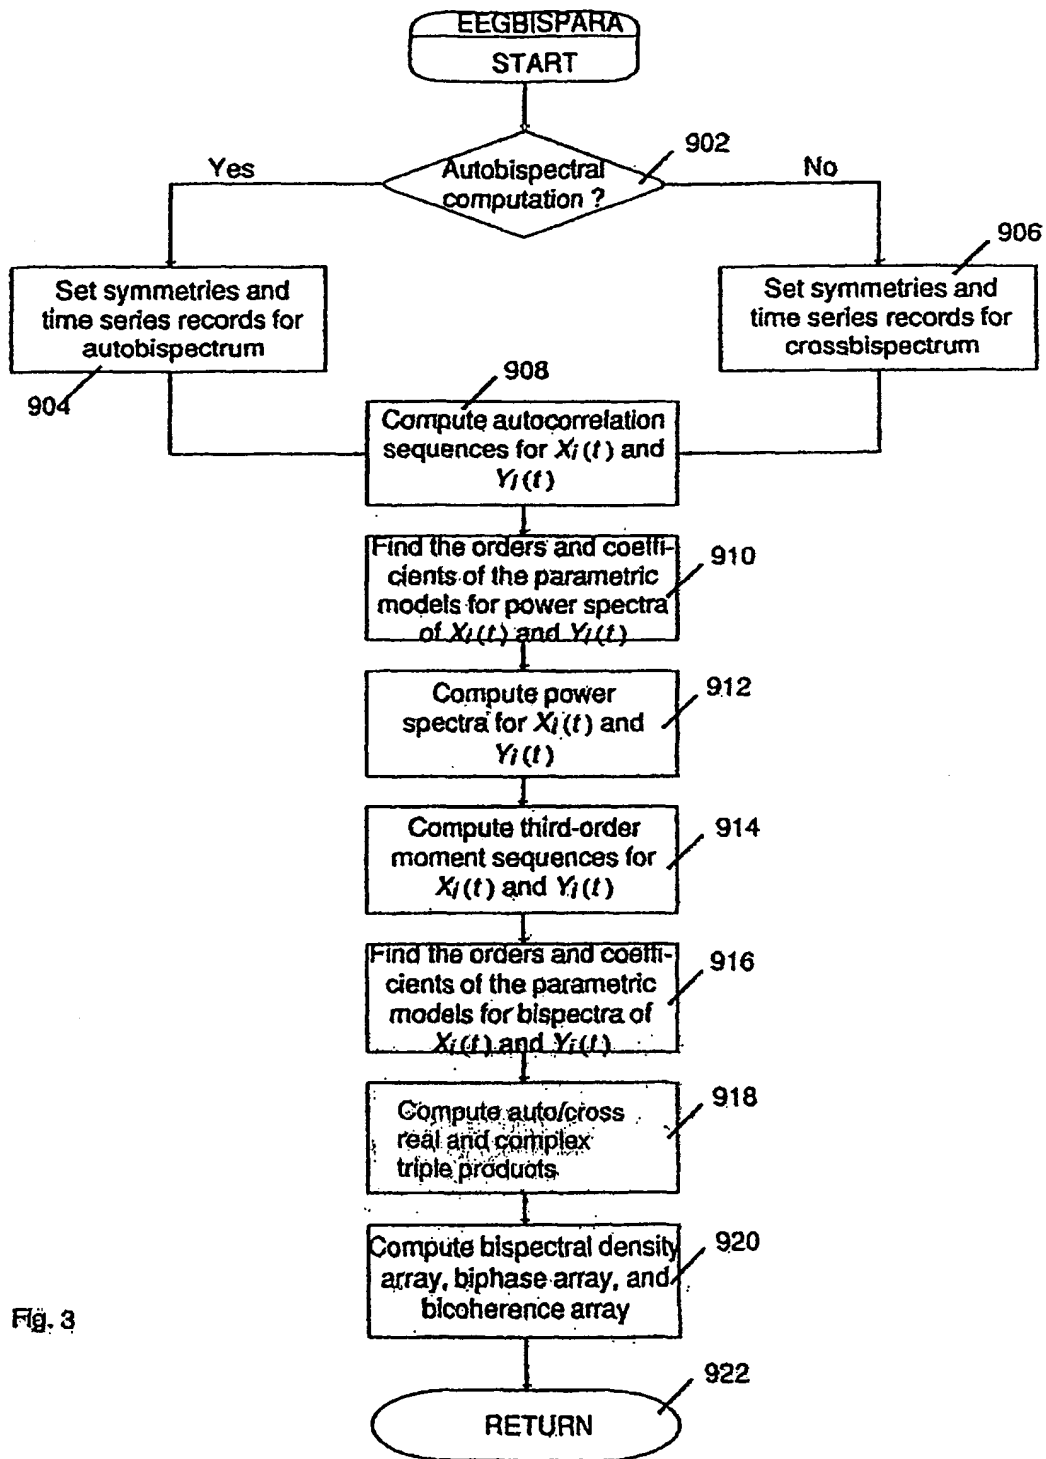 EEGBISPARA
START
902
Autobispectral
computation ?
Yes
No
906
Set symmetries and
time series records for
autobispectrum
904
Set symmetries and
time series records for
crossbispectrum
908
Compute autocorrelation
sequences for Xi(t) and
Yi(t)
Find the orders and coeffi-
cients of the parametric
models for power spectra
of Xi(t) and Yi(t)
910
Compute power
spectra for Xi(t) and
Yi(t)
912
Compute third-order
moment sequences for
Xi(t) and Yi(t)
914
Find the orders and coeffi-
cients of the parametric
models for bispectra of
Xi(t) and Yi(t)
916
Compute auto/cross
real and complex
triple products
918
Compute bispectral density
array, biphase array, and
bicoherence array
920
Fig. 3
922
RETURN